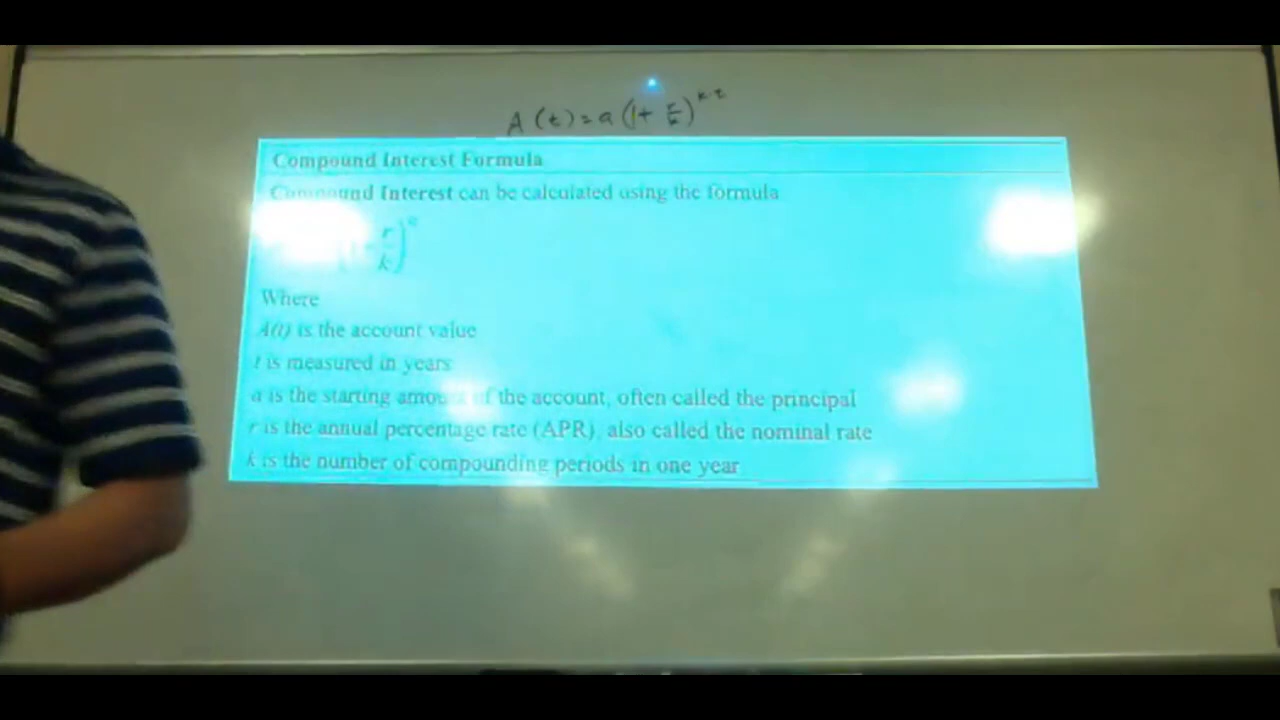 A(t)=a(1+r/k)^(k·t)
Compound Interest Formula
Compound Interest can be calculated using the formula
r
k
Where
A(t) is the account value
t is measured in years
a is the starting amount of the account, often called the principal
r is the annual percentage rate (APR), also called the nominal rate
k is the number of compounding periods in one year